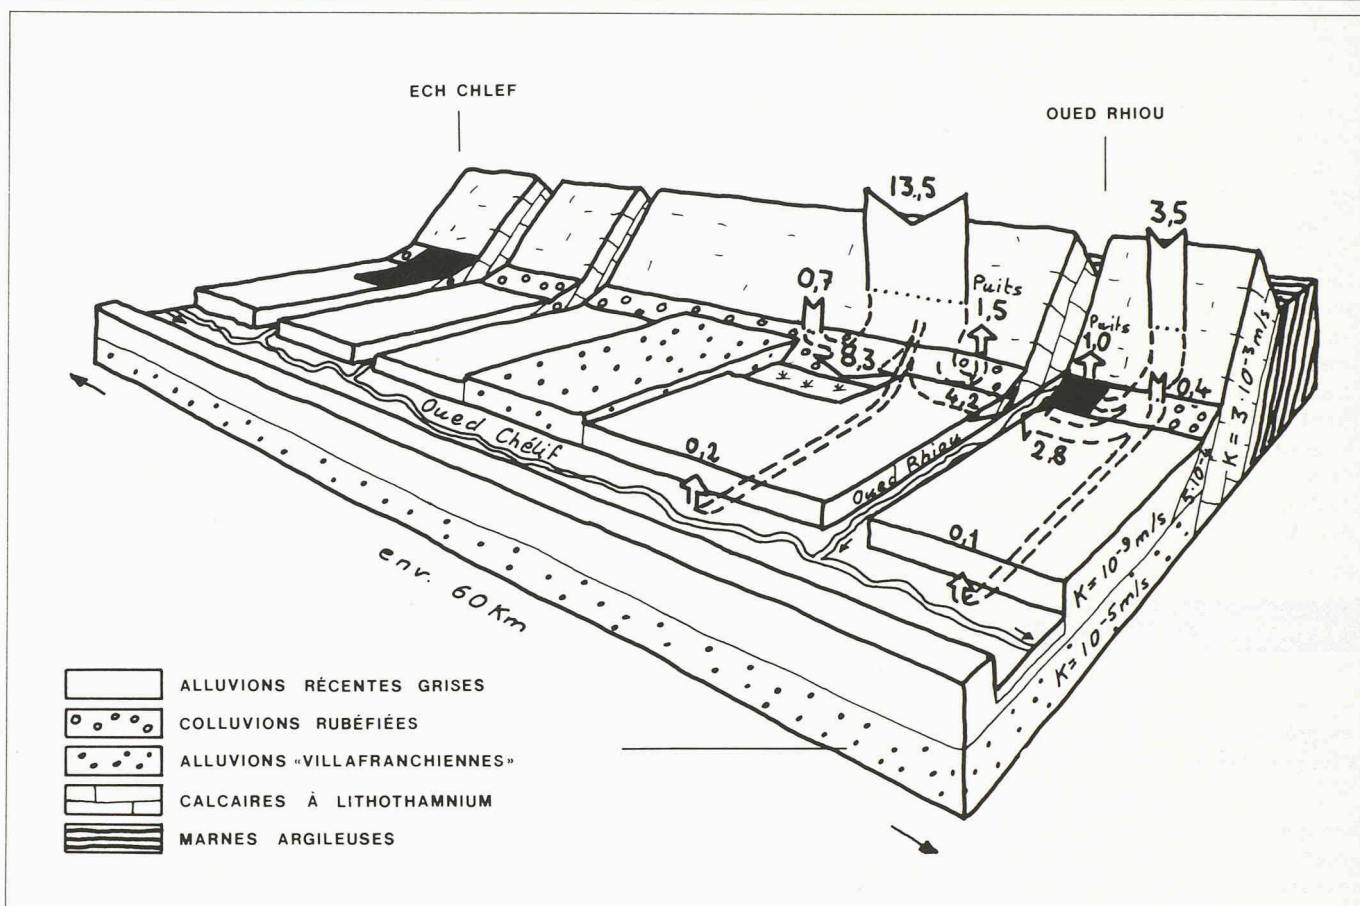 ECH CHLEF
OUED RHIOU
13,5
3,5
0,7
Puits
1,5
Puits
1,0
8,3
0,4
4,2
2,8
Oued Chélif
0,2
Oued Rhiou
0,1
K = 3·10-3 m/s
K = 10-9 m/s
K = 10-5 m/s
env. 60 Km
ALLUVIONS RÉCENTES GRISES
COLLUVIONS RUBÉFIÉES
ALLUVIONS «VILLAFRANCHIENNES»
CALCAIRES À LITHOTHAMNIUM
MARNES ARGILEUSES